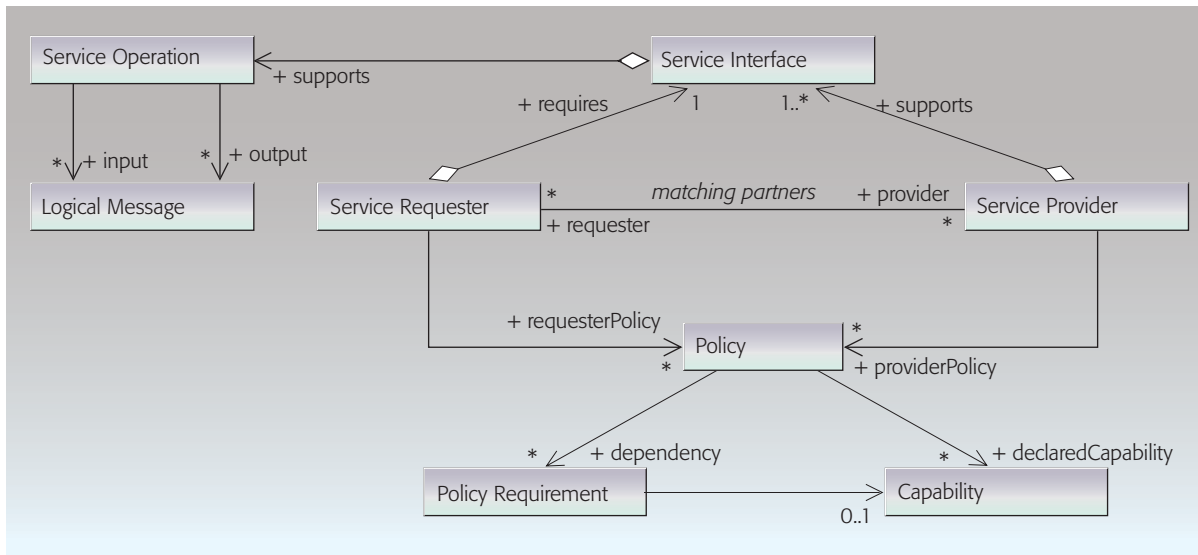 Service Operation
+ supports
Service Interface
+ requires
1
1..*
+ supports
*
+ input
*
+ output
Logical Message
Service Requester
*
+ requester
matching partners
+ provider
*
Service Provider
+ requesterPolicy
*
Policy
*
+ providerPolicy
*
+ dependency
*
+ declaredCapability
Policy Requirement
0..1
Capability